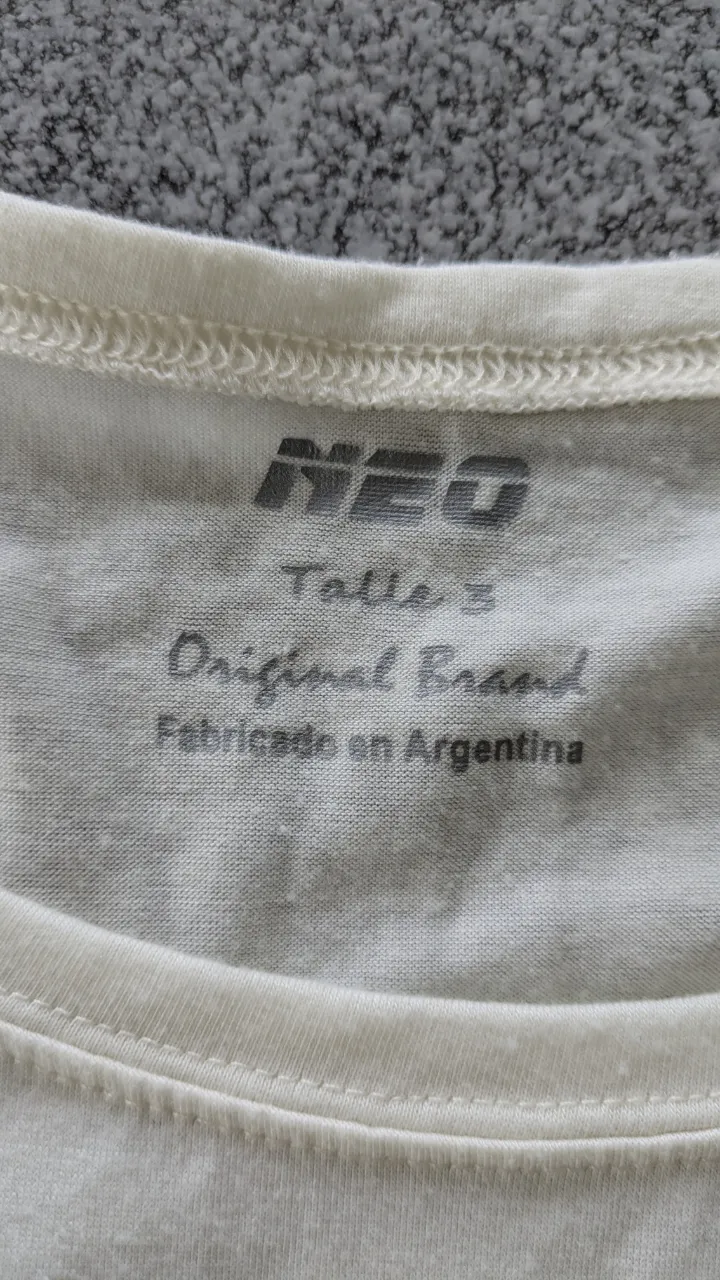 NEO
Talle 3
Original Brand
Fabricado en Argentina